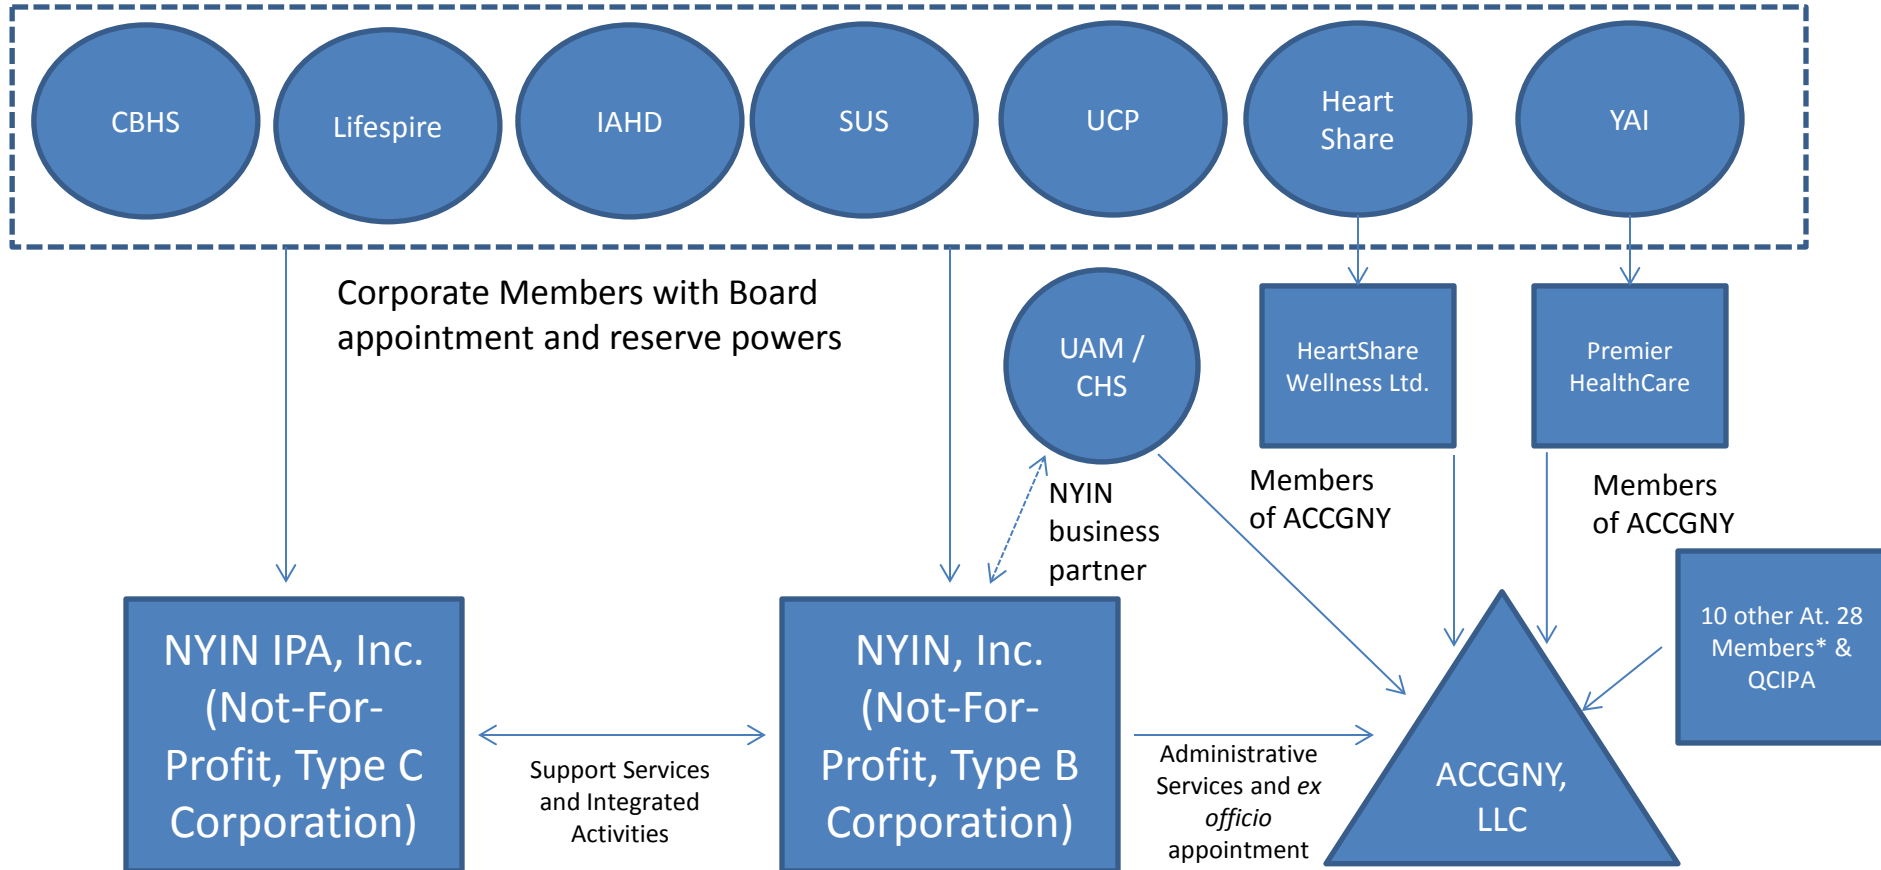 CBHS
Lifespire
IAHD
SUS
UCP
Heart
Share
YAI
Corporate Members with Board
appointment and reserve powers
UAM /
CHS
HeartShare
Wellness Ltd.
Premier
HealthCare
NYIN
business
partner
Members
of ACCGNY
Members
of ACCGNY
10 other At. 28
Members* &
QCIPA
NYIN IPA, Inc.
(Not-For-
Profit, Type C
Corporation)
Support Services
and Integrated
Activities
NYIN, Inc.
(Not-For-
Profit, Type B
Corporation)
Administrative
Services and ex
officio
appointment
ACCGNY,
LLC